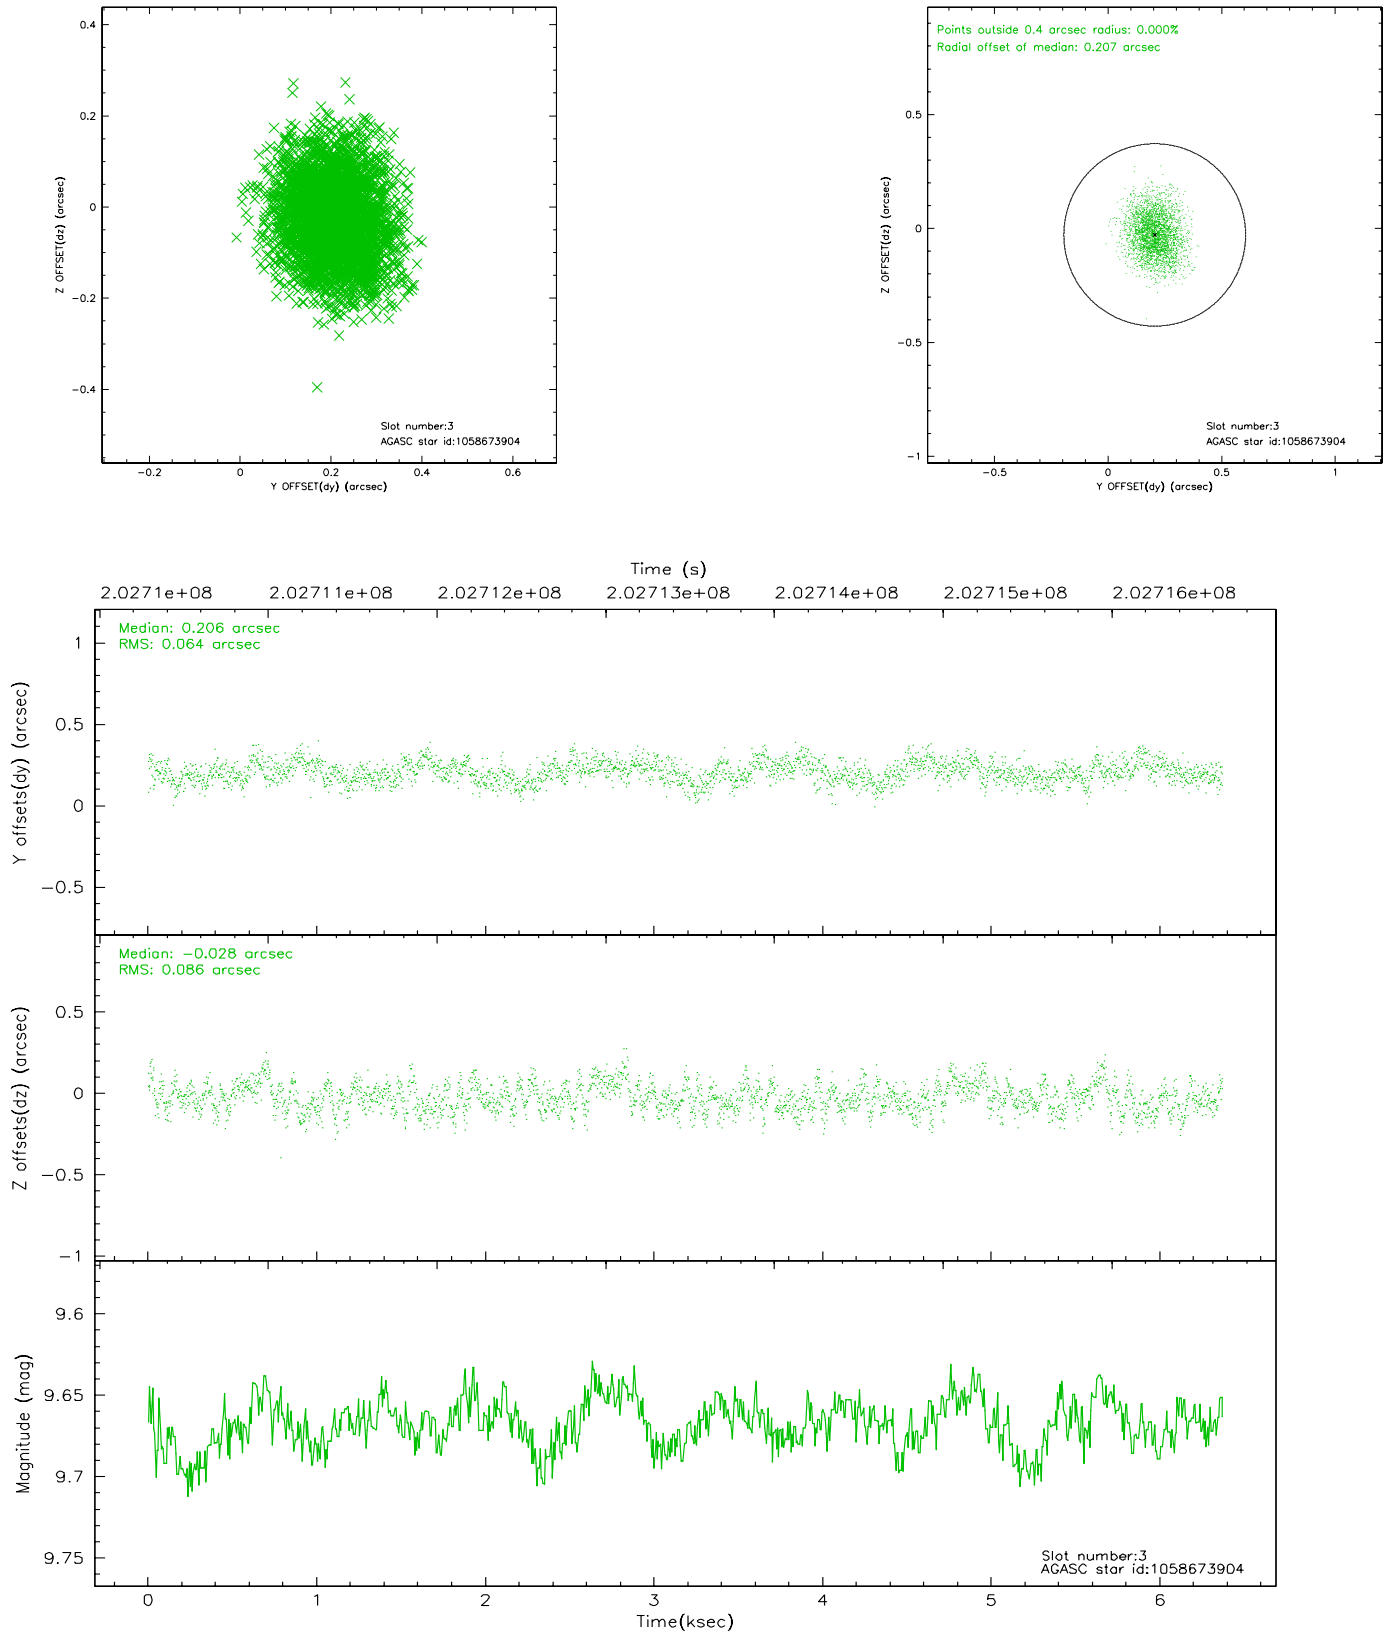 0.4
0.2
0
−0.2
−0.4
Z OFFSET(dz) (arcsec)
Slot number:3
AGASC star id:1058673904
−0.2
0
0.2
0.4
0.6
Y OFFSET(dy) (arcsec)
Points outside 0.4 arcsec radius: 0.000%
Radial offset of median: 0.207 arcsec
0.5
0
−0.5
−1
Z OFFSET(dz) (arcsec)
Slot number:3
AGASC star id:1058673904
−0.5
0
0.5
1
Y OFFSET(dy) (arcsec)
Time (s)
2.0271e+08
2.02711e+08
2.02712e+08
2.02713e+08
2.02714e+08
2.02715e+08
2.02716e+08
Median: 0.206 arcsec
RMS: 0.064 arcsec
1
0.5
0
−0.5
Y offsets(dy) (arcsec)
Median: −0.028 arcsec
RMS: 0.086 arcsec
0.5
0
−0.5
−1
Z offsets(dz) (arcsec)
9.6
9.65
9.7
9.75
Magnitude (mag)
Slot number:3
AGASC star id:1058673904
0
1
2
3
4
5
6
Time(ksec)